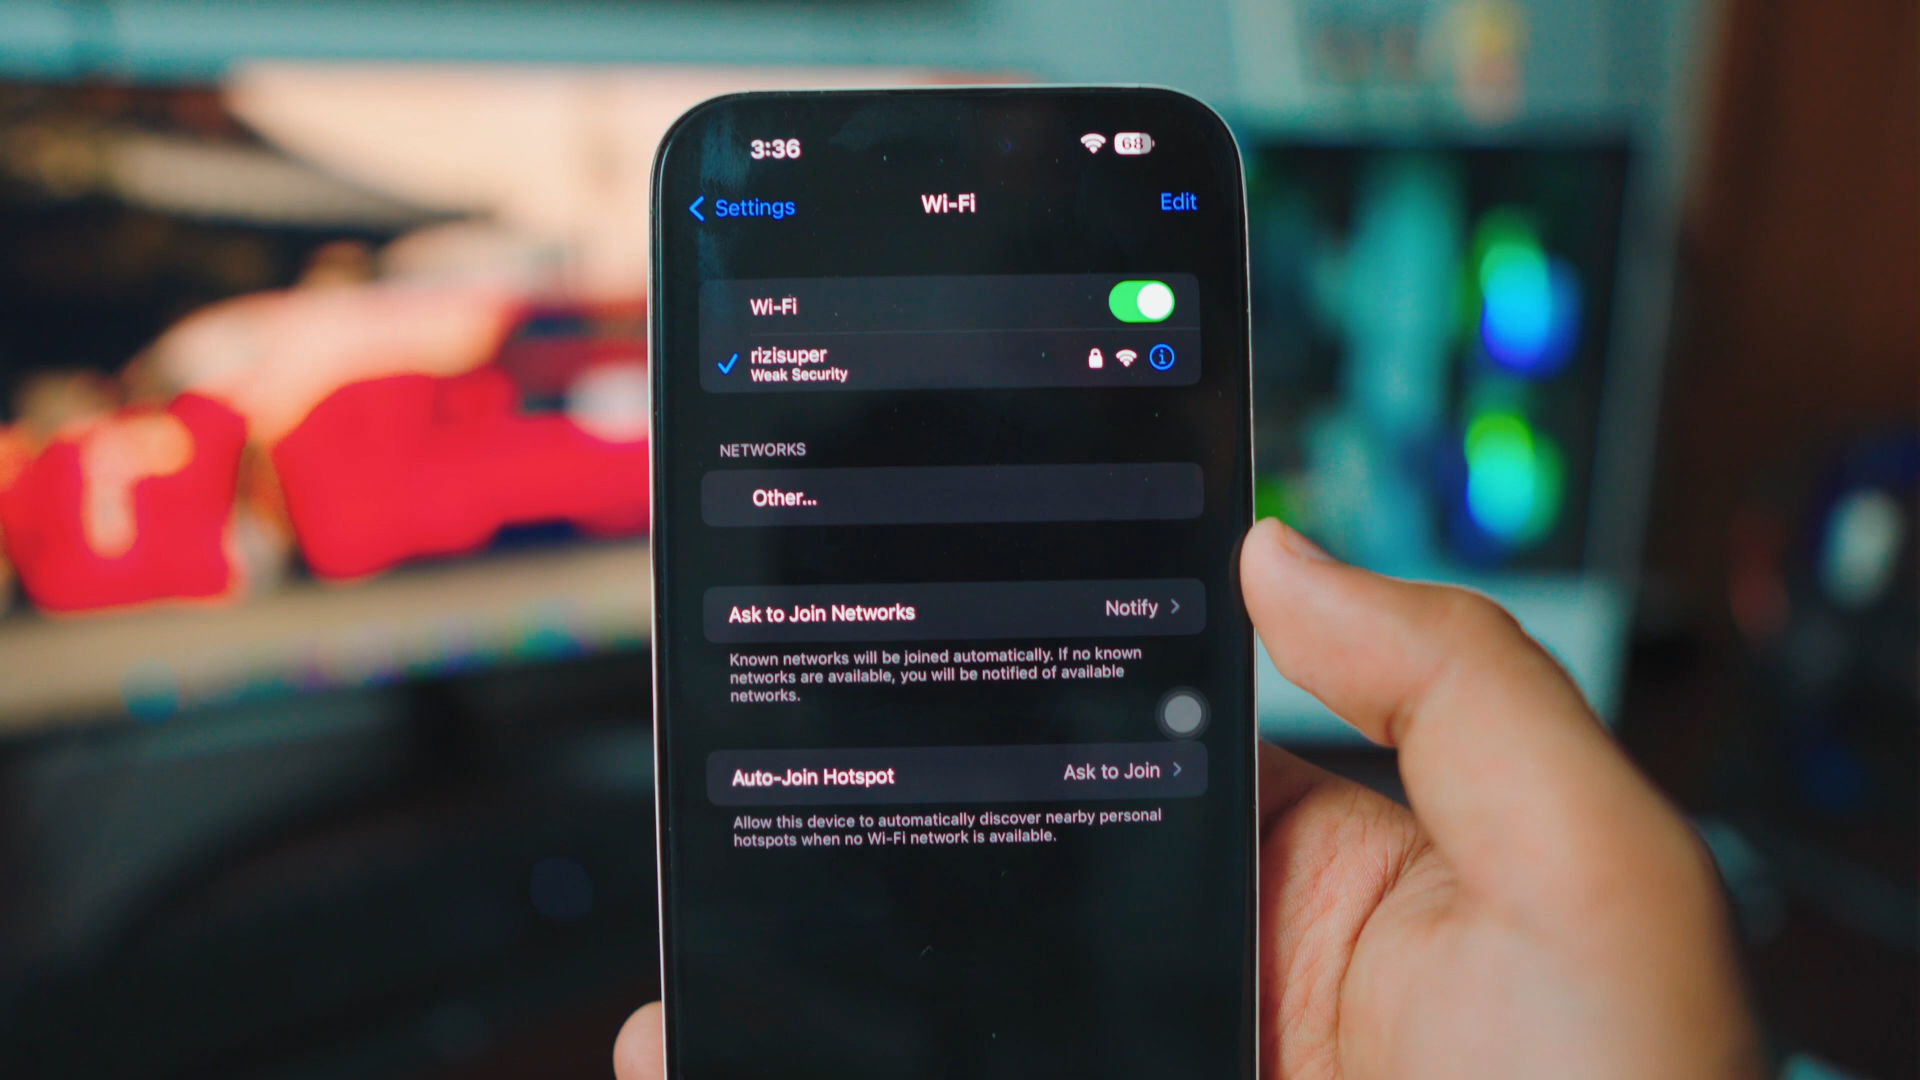 3:36
68
Settings
Wi-Fi
Edit
Wi-Fi
rizisuper
Weak Security
NETWORKS
Other...
Ask to Join Networks
Notify
Known networks will be joined automatically. If no known
networks are available, you will be notified of available
networks.
Auto-Join Hotspot
Ask to Join
Allow this device to automatically discover nearby personal
hotspots when no Wi-Fi network is available.